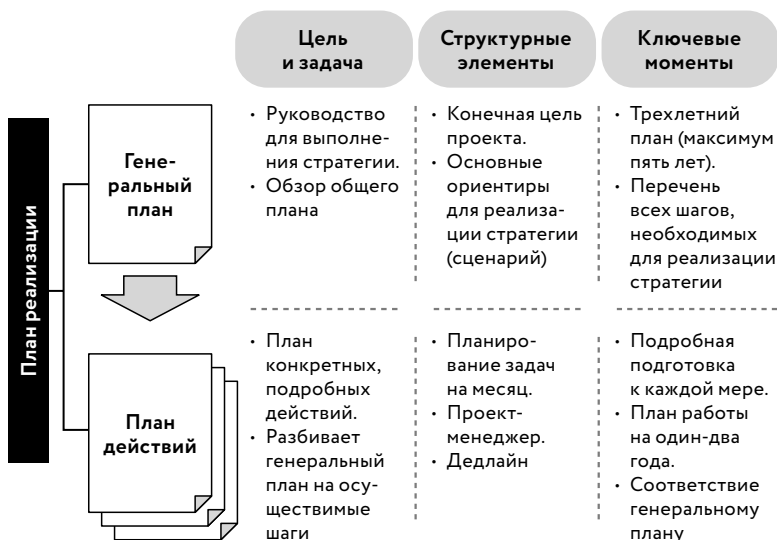 Цель
и задача
Структурные
элементы
Ключевые
моменты
План реализации
Гене-
ральный
план
• Руководство
для выполне-
ния стратегии.
• Обзор общего
плана
• Конечная цель
проекта.
• Основные
ориентиры
для реализа-
ции стратегии
(сценарий)
• Трехлетний
план (максимум
пять лет).
• Перечень
всех шагов,
необходимых
для реализации
стратегии
План
действий
• План
конкретных,
подробных
действий.
• Разбивает
генеральный
план на осу-
ществимые
шаги
• Планиро-
вание задач
на месяц.
• Проект-
менеджер.
• Дедлайн
• Подробная
подготовка
к каждой мере.
• План работы
на один-два
года.
• Соответствие
генеральному
плану